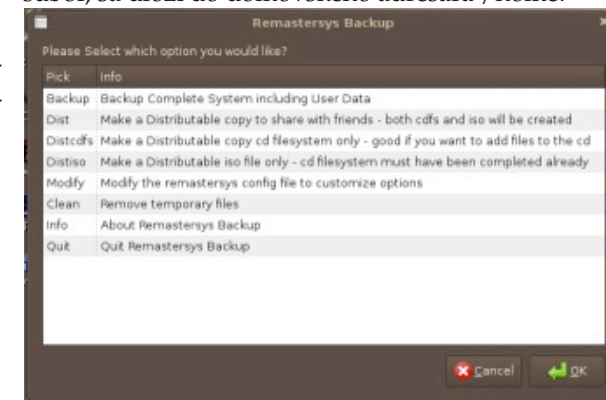 Remastersys Backup
Please Select which option you would like?
Pick Info
Backup Backup Complete System including User Data
Dist Make a Distributable copy to share with friends - both cdfs and iso will be created
Distcdfs Make a Distributable copy cd filesystem only - good if you want to add files to the cd
Distiso Make a Distributable iso file only - cd filesystem must have been completed already
Modify Modify the remastersys config file to customize options
Clean Remove temporary files
Info About Remastersys Backup
Quit Quit Remastersys Backup
Cancel OK